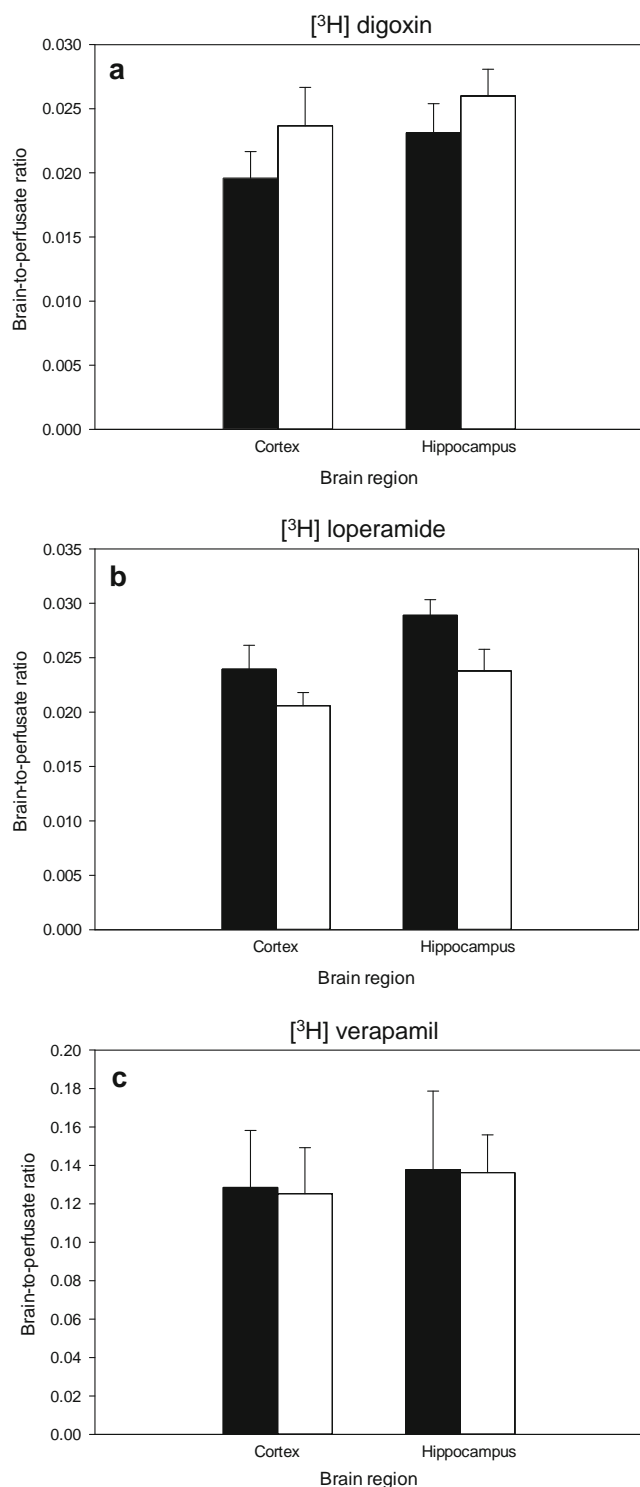 [³H] digoxin
a
Brain-to-perfusate ratio
0.030
0.025
0.020
0.015
0.010
0.005
0.000
Cortex Hippocampus
Brain region
[³H] loperamide
b
Brain-to-perfusate ratio
0.035
0.030
0.025
0.020
0.015
0.010
0.005
0.000
Cortex Hippocampus
Brain region
[³H] verapamil
c
Brain-to-perfusate ratio
0.20
0.18
0.16
0.14
0.12
0.10
0.08
0.06
0.04
0.02
0.00
Cortex Hippocampus
Brain region